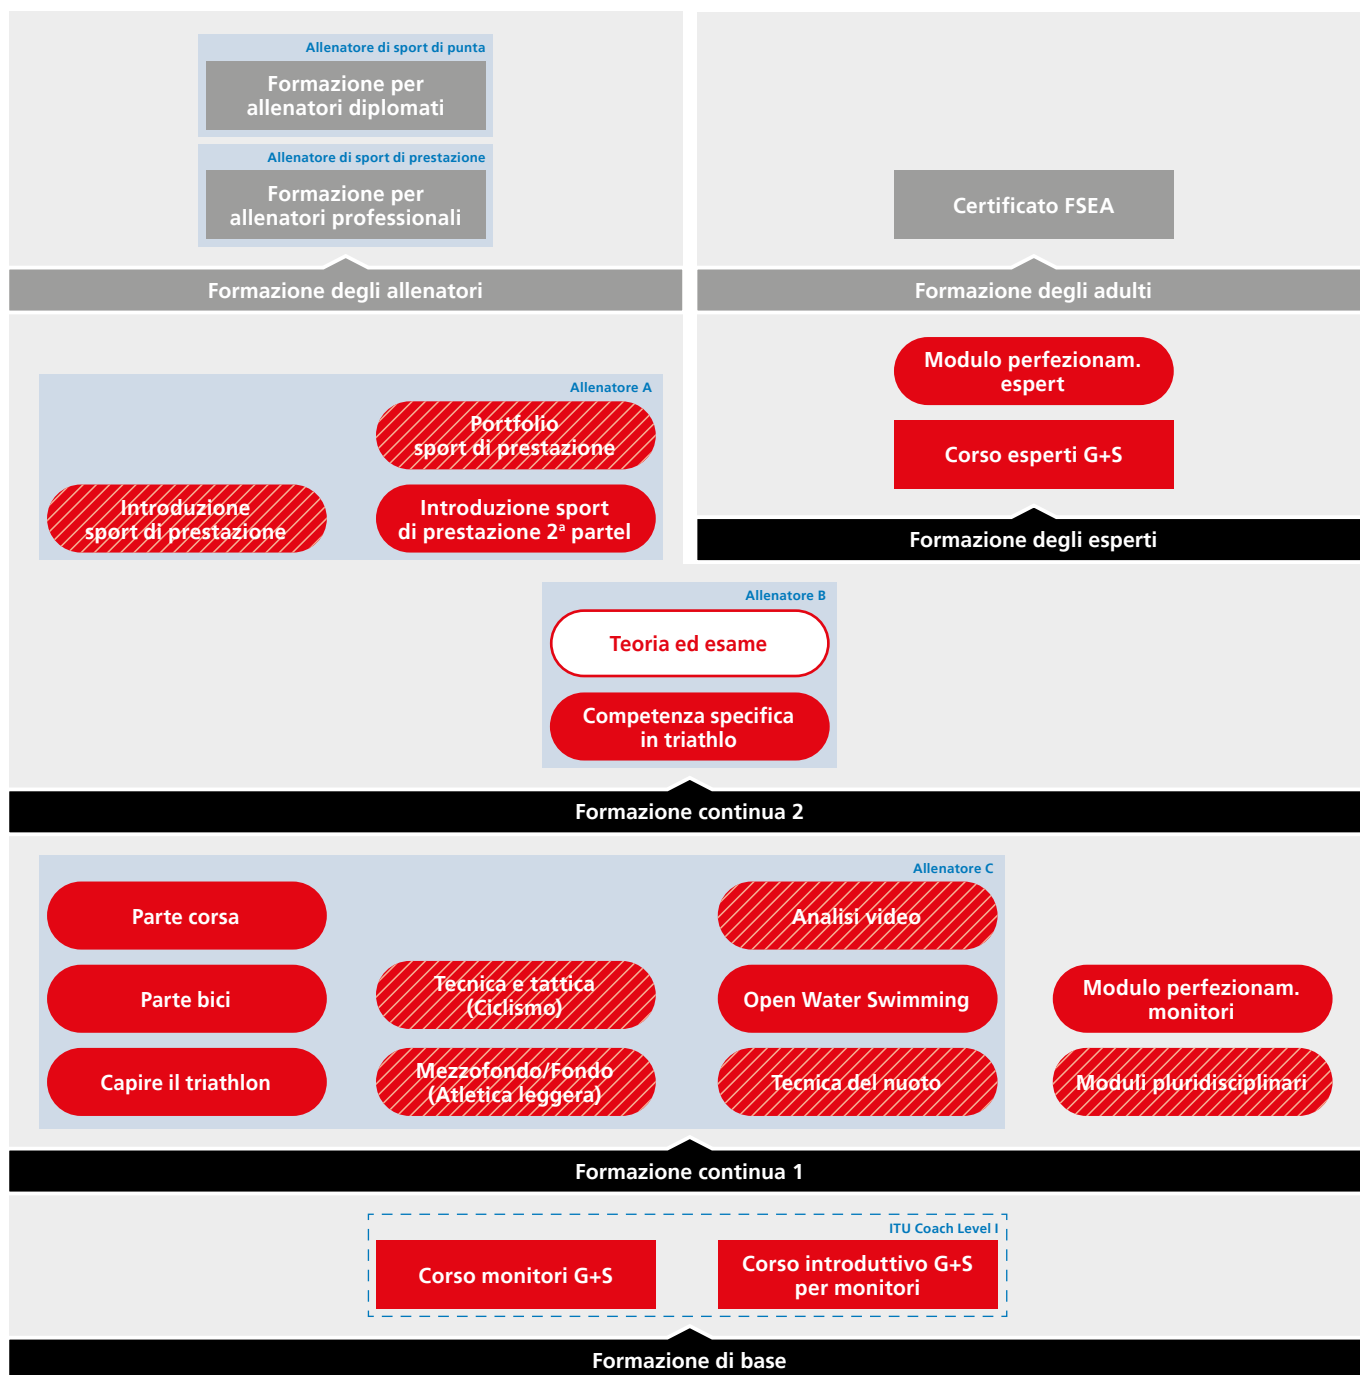 Allenatore di sport di punta
Formazione per
allenatori diplomati
Allenatore di sport di prestazione
Formazione per
allenatori professionali
Certificato FSEA
Formazione degli allenatori
Formazione degli adulti
Modulo perfezionam.
espert
Corso esperti G+S
Formazione degli esperti
Allenatore A
Portfolio
sport di prestazione
Introduzione
sport di prestazione
Introduzione sport
di prestazione 2ª partel
Allenatore B
Teoria ed esame
Competenza specifica
in triathlo
Formazione continua 2
Allenatore C
Parte corsa
Analisi video
Parte bici
Tecnica e tattica
(Ciclismo)
Open Water Swimming
Modulo perfezionam.
monitori
Capire il triathlon
Mezzofondo/Fondo
(Atletica leggera)
Tecnica del nuoto
Moduli pluridisciplinari
Formazione continua 1
ITU Coach Level I
Corso monitori G+S
Corso introduttivo G+S
per monitori
Formazione di base